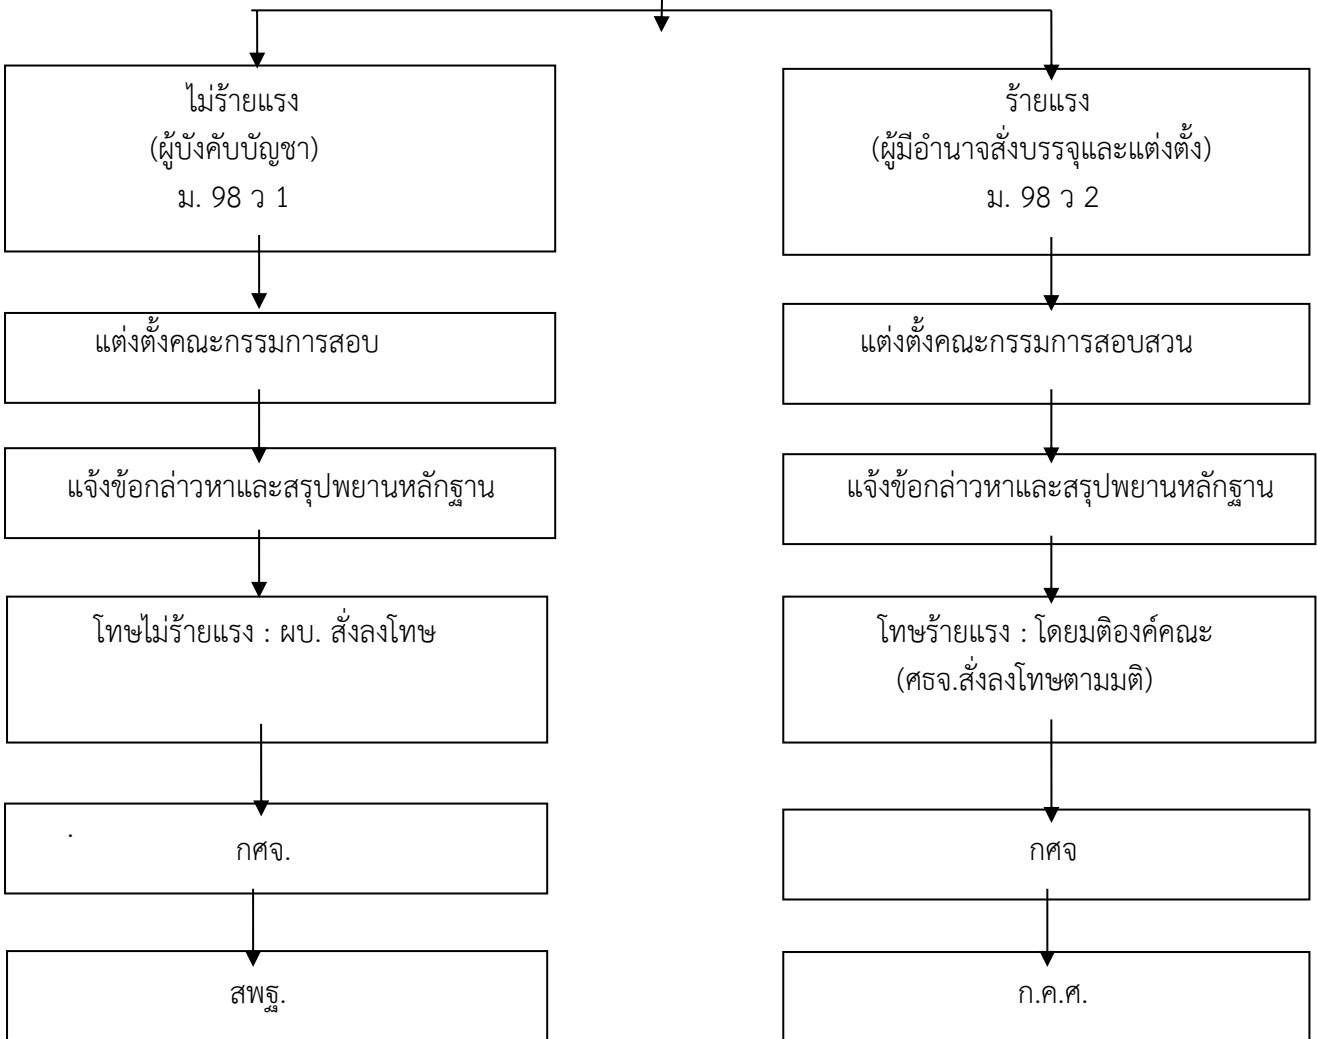 ไม่ร้ายแรง
(ผู้บังคับบัญชา)
ม. 98 ว 1
ร้ายแรง
(ผู้มีอำนาจสั่งบรรจุและแต่งตั้ง)
ม. 98 ว 2
แต่งตั้งคณะกรรมการสอบ
แต่งตั้งคณะกรรมการสอบสวน
แจ้งข้อกล่าวหาและสรุปพยานหลักฐาน
แจ้งข้อกล่าวหาและสรุปพยานหลักฐาน
โทษไม่ร้ายแรง : ผบ. สั่งลงโทษ
โทษร้ายแรง : โดยมติองค์คณะ
(ศธจ.สั่งลงโทษตามมติ)
.
กศจ.
กศจ
สพฐ.
ก.ค.ศ.